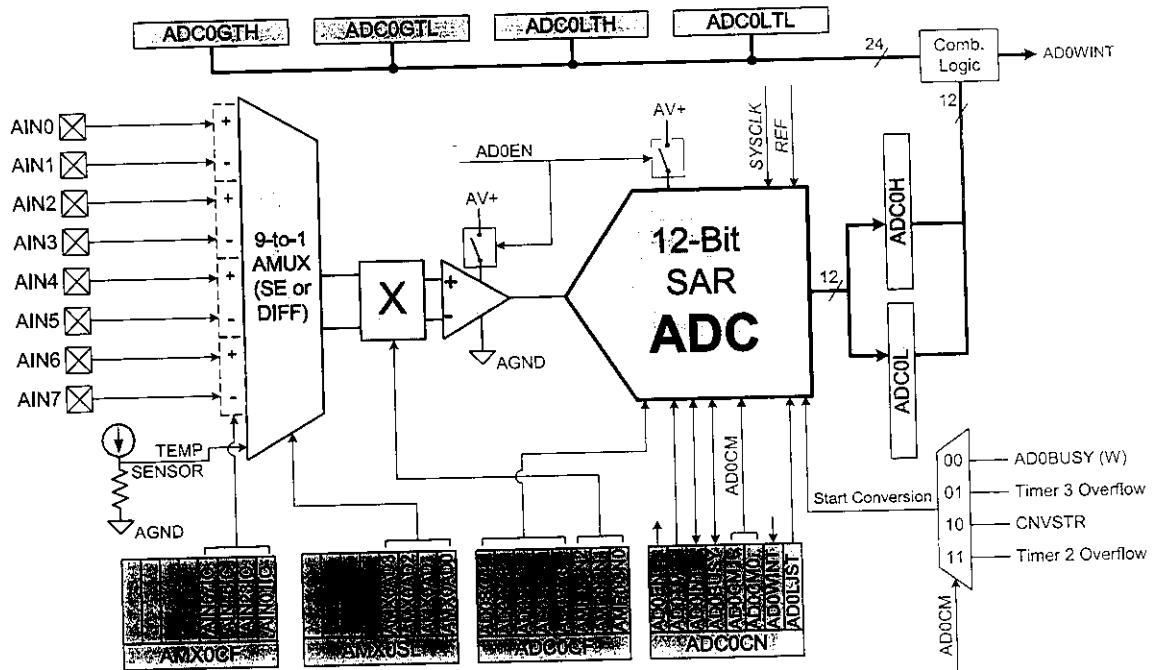 ADC0GTH
ADC0GTL
ADC0LTH
ADC0LTL
24
Comb.
Logic
AD0WINT
12
AIN0
AIN1
AIN2
AIN3
AIN4
AIN5
AIN6
AIN7
+
-
+
-
+
-
+
-
9-to-1
AMUX
(SE or
DIFF)
X
+
-
AV+
AGND
AD0EN
AV+
SYSCLK
REF
12-Bit
SAR
ADC
12
ADC0H
ADC0L
TEMP
SENSOR
AGND
AD0CM
Start Conversion
00
01
10
11
AD0BUSY (W)
Timer 3 Overflow
CNVSTR
Timer 2 Overflow
AD0CM
AD0WINT
AD0LJST
AMX0CF
AMX0SL
ADC0CF
ADC0CN